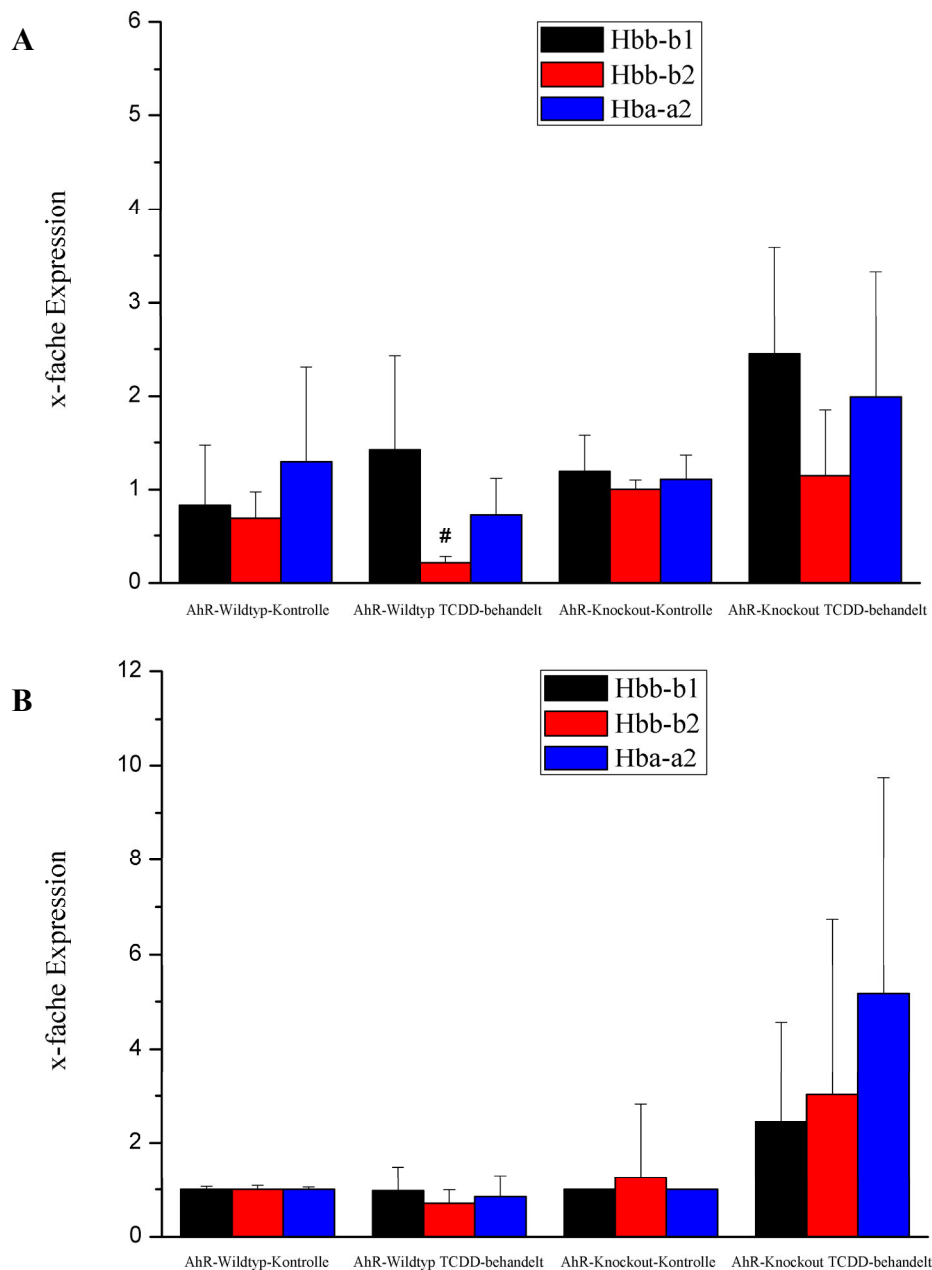 A
6
5
4
3
2
1
0
x-fache Expression
Hbb-b1
Hbb-b2
Hba-a2
#
AhR-Wildtyp-Kontrolle
AhR-Wildtyp TCDD-behandelt
AhR-Knockout-Kontrolle
AhR-Knockout TCDD-behandelt
B
12
10
8
6
4
2
0
x-fache Expression
Hbb-b1
Hbb-b2
Hba-a2
AhR-Wildtyp-Kontrolle
AhR-Wildtyp TCDD-behandelt
AhR-Knockout-Kontrolle
AhR-Knockout TCDD-behandelt